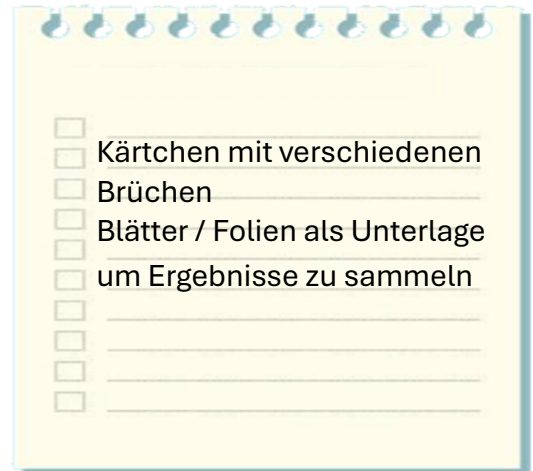 Kärtchen mit verschiedenen
Brüchen
Blätter / Folien als Unterlage
um Ergebnisse zu sammeln